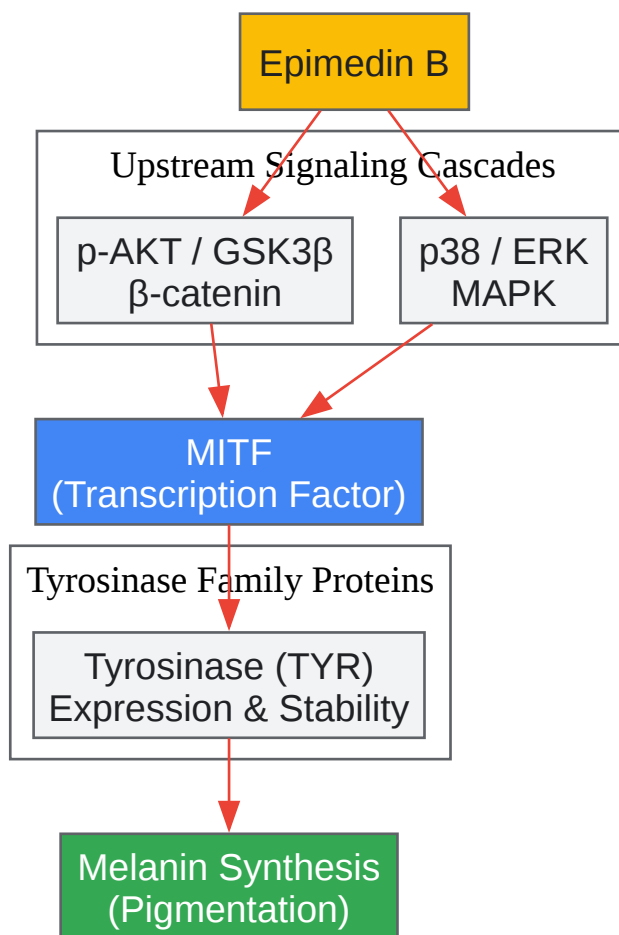 Epimedin B
Upstream Signaling Cascades
p-AKT / GSK3β
β-catenin
p38 / ERK
MAPK
MITF
(Transcription Factor)
Tyrosinase Family Proteins
Tyrosinase (TYR)
Expression & Stability
Melanin Synthesis
(Pigmentation)